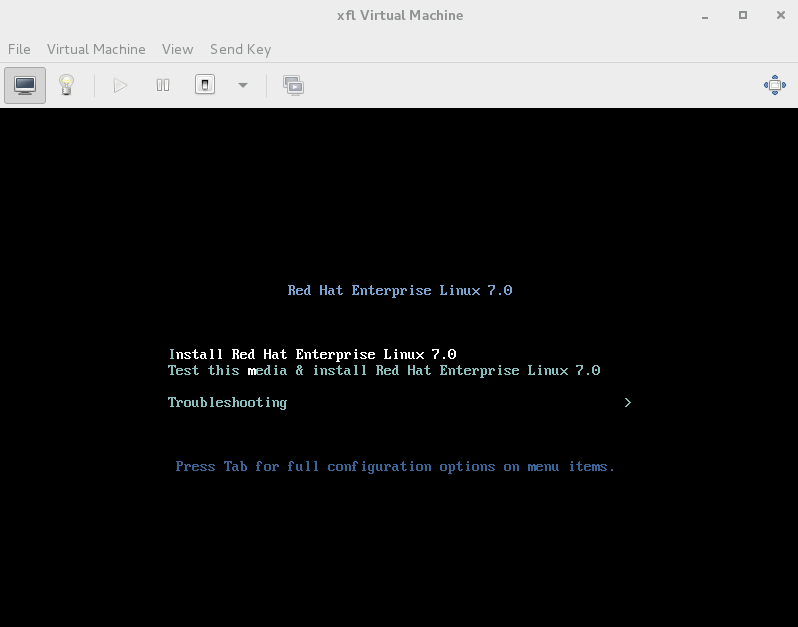 xfl Virtual Machine
File Virtual Machine View Send Key
Red Hat Enterprise Linux 7.0
Install Red Hat Enterprise Linux 7.0
Test this media & install Red Hat Enterprise Linux 7.0
Troubleshooting >
Press Tab for full configuration options on menu items.